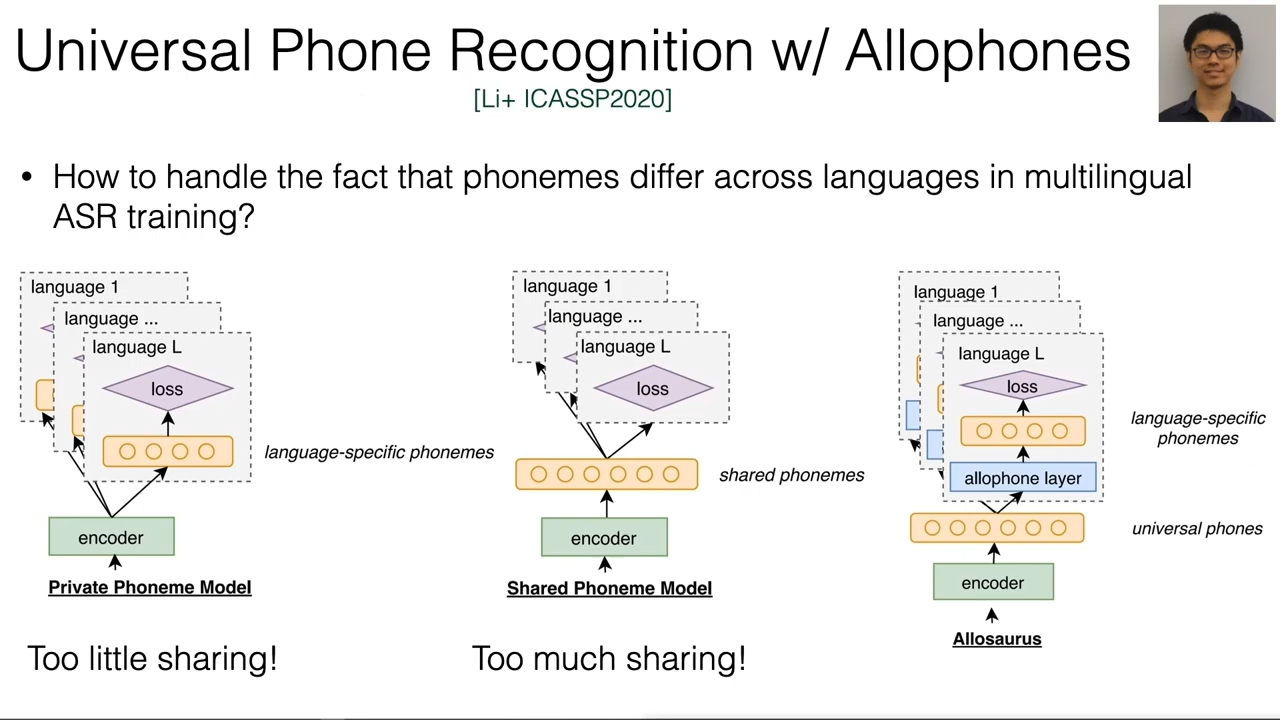 Universal Phone Recognition w/ Allophones
[Li+ ICASSP2020]
• How to handle the fact that phonemes differ across languages in multilingual
ASR training?
language 1
language ...
language L
loss
language-specific phonemes
encoder
Private Phoneme Model
Too little sharing!
language 1
language ...
language L
loss
shared phonemes
encoder
Shared Phoneme Model
Too much sharing!
language 1
language ...
language L
loss
language-specific
phonemes
allophone layer
universal phones
encoder
Allosaurus